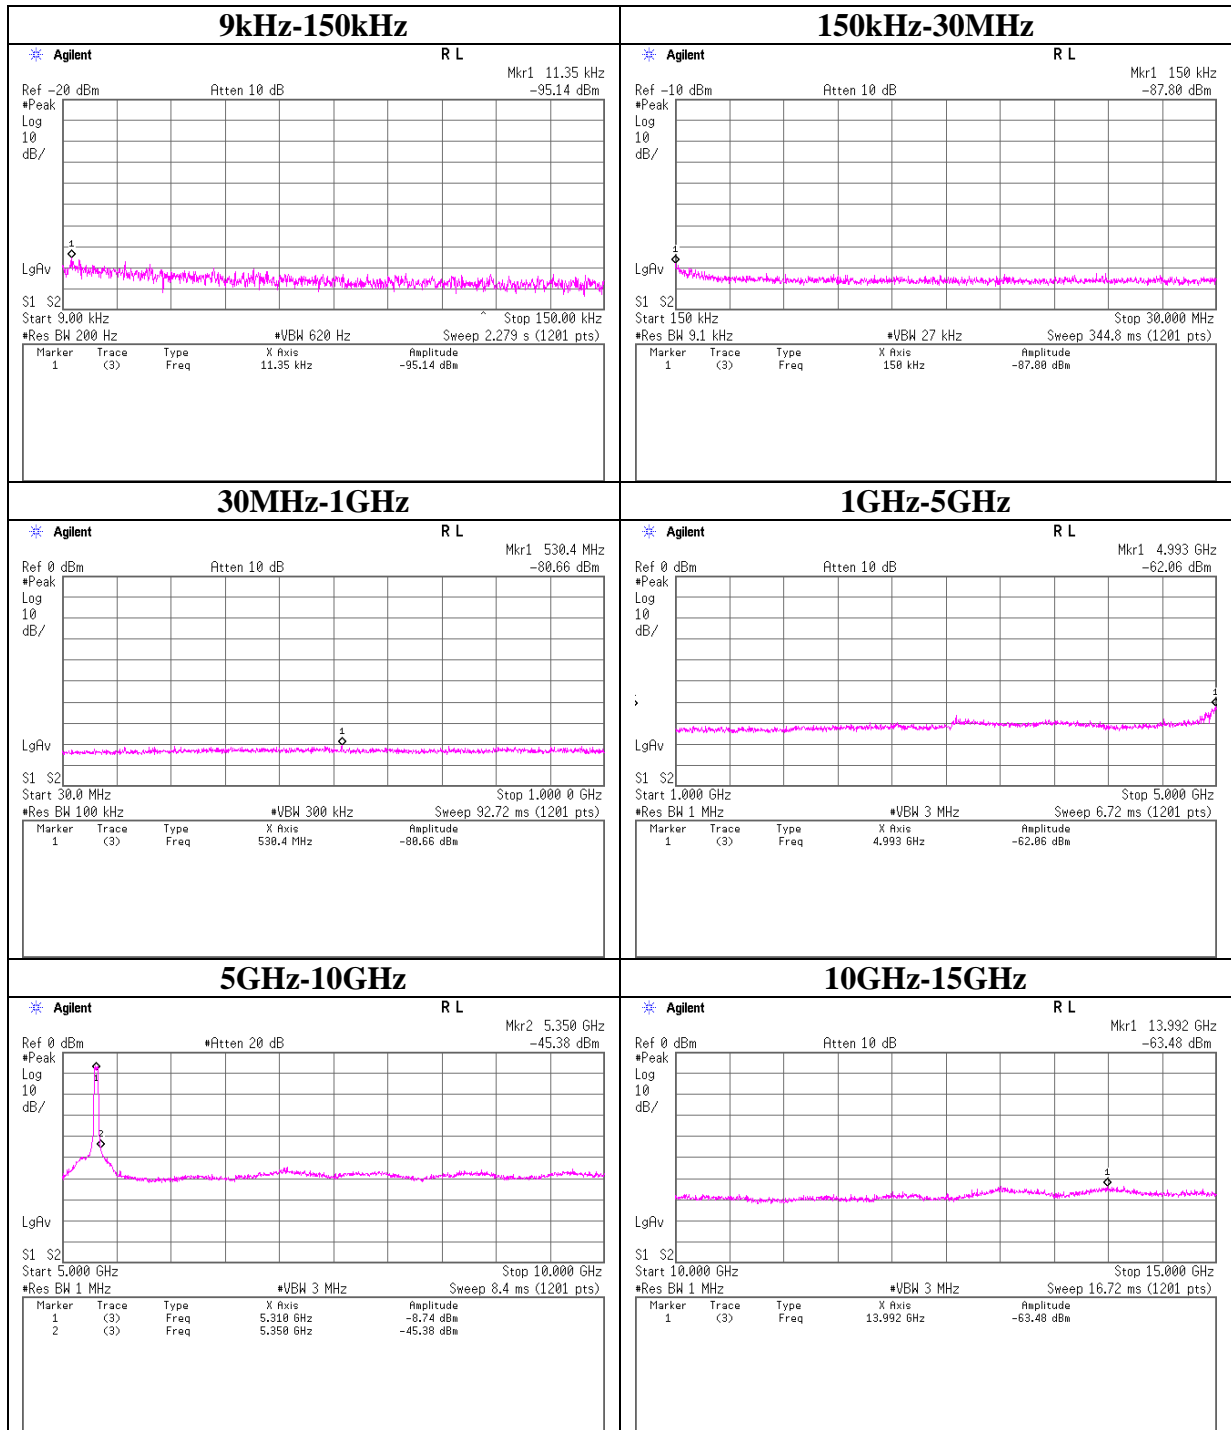 9kHz-150kHz
Agilent R L
Mkr1 11.35 kHz
Ref -20 dBm Atten 10 dB -95.14 dBm
#Peak
Log
10
dB/
1
LgAv
S1 S2
Start 9.00 kHz ^ Stop 150.00 kHz
#Res BW 200 Hz #VBW 620 Hz Sweep 2.279 s (1201 pts)
Marker Trace Type X Axis Amplitude
1 (3) Freq 11.35 kHz -95.14 dBm
150kHz-30MHz
Agilent R L
Mkr1 150 kHz
Ref -10 dBm Atten 10 dB -87.80 dBm
#Peak
Log
10
dB/
1
LgAv
S1 S2
Start 150 kHz Stop 30.000 MHz
#Res BW 9.1 kHz #VBW 27 kHz Sweep 344.8 ms (1201 pts)
Marker Trace Type X Axis Amplitude
1 (3) Freq 150 kHz -87.80 dBm
30MHz-1GHz
Agilent R L
Mkr1 530.4 MHz
Ref 0 dBm Atten 10 dB -80.66 dBm
#Peak
Log
10
dB/
1
LgAv
S1 S2
Start 30.0 MHz Stop 1.000 0 GHz
#Res BW 100 kHz #VBW 300 kHz Sweep 92.72 ms (1201 pts)
Marker Trace Type X Axis Amplitude
1 (3) Freq 530.4 MHz -80.66 dBm
1GHz-5GHz
Agilent R L
Mkr1 4.993 GHz
Ref 0 dBm Atten 10 dB -62.06 dBm
#Peak
Log
10
dB/
1
LgAv
S1 S2
Start 1.000 GHz Stop 5.000 GHz
#Res BW 1 MHz #VBW 3 MHz Sweep 6.72 ms (1201 pts)
Marker Trace Type X Axis Amplitude
1 (3) Freq 4.993 GHz -62.06 dBm
5GHz-10GHz
Agilent R L
Mkr2 5.350 GHz
Ref 0 dBm #Atten 20 dB -45.38 dBm
#Peak
Log
10
dB/
1
2
LgAv
S1 S2
Start 5.000 GHz Stop 10.000 GHz
#Res BW 1 MHz #VBW 3 MHz Sweep 8.4 ms (1201 pts)
Marker Trace Type X Axis Amplitude
1 (3) Freq 5.310 GHz -8.74 dBm
2 (3) Freq 5.350 GHz -45.38 dBm
10GHz-15GHz
Agilent R L
Mkr1 13.992 GHz
Ref 0 dBm Atten 10 dB -63.48 dBm
#Peak
Log
10
dB/
1
LgAv
S1 S2
Start 10.000 GHz Stop 15.000 GHz
#Res BW 1 MHz #VBW 3 MHz Sweep 16.72 ms (1201 pts)
Marker Trace Type X Axis Amplitude
1 (3) Freq 13.992 GHz -63.48 dBm